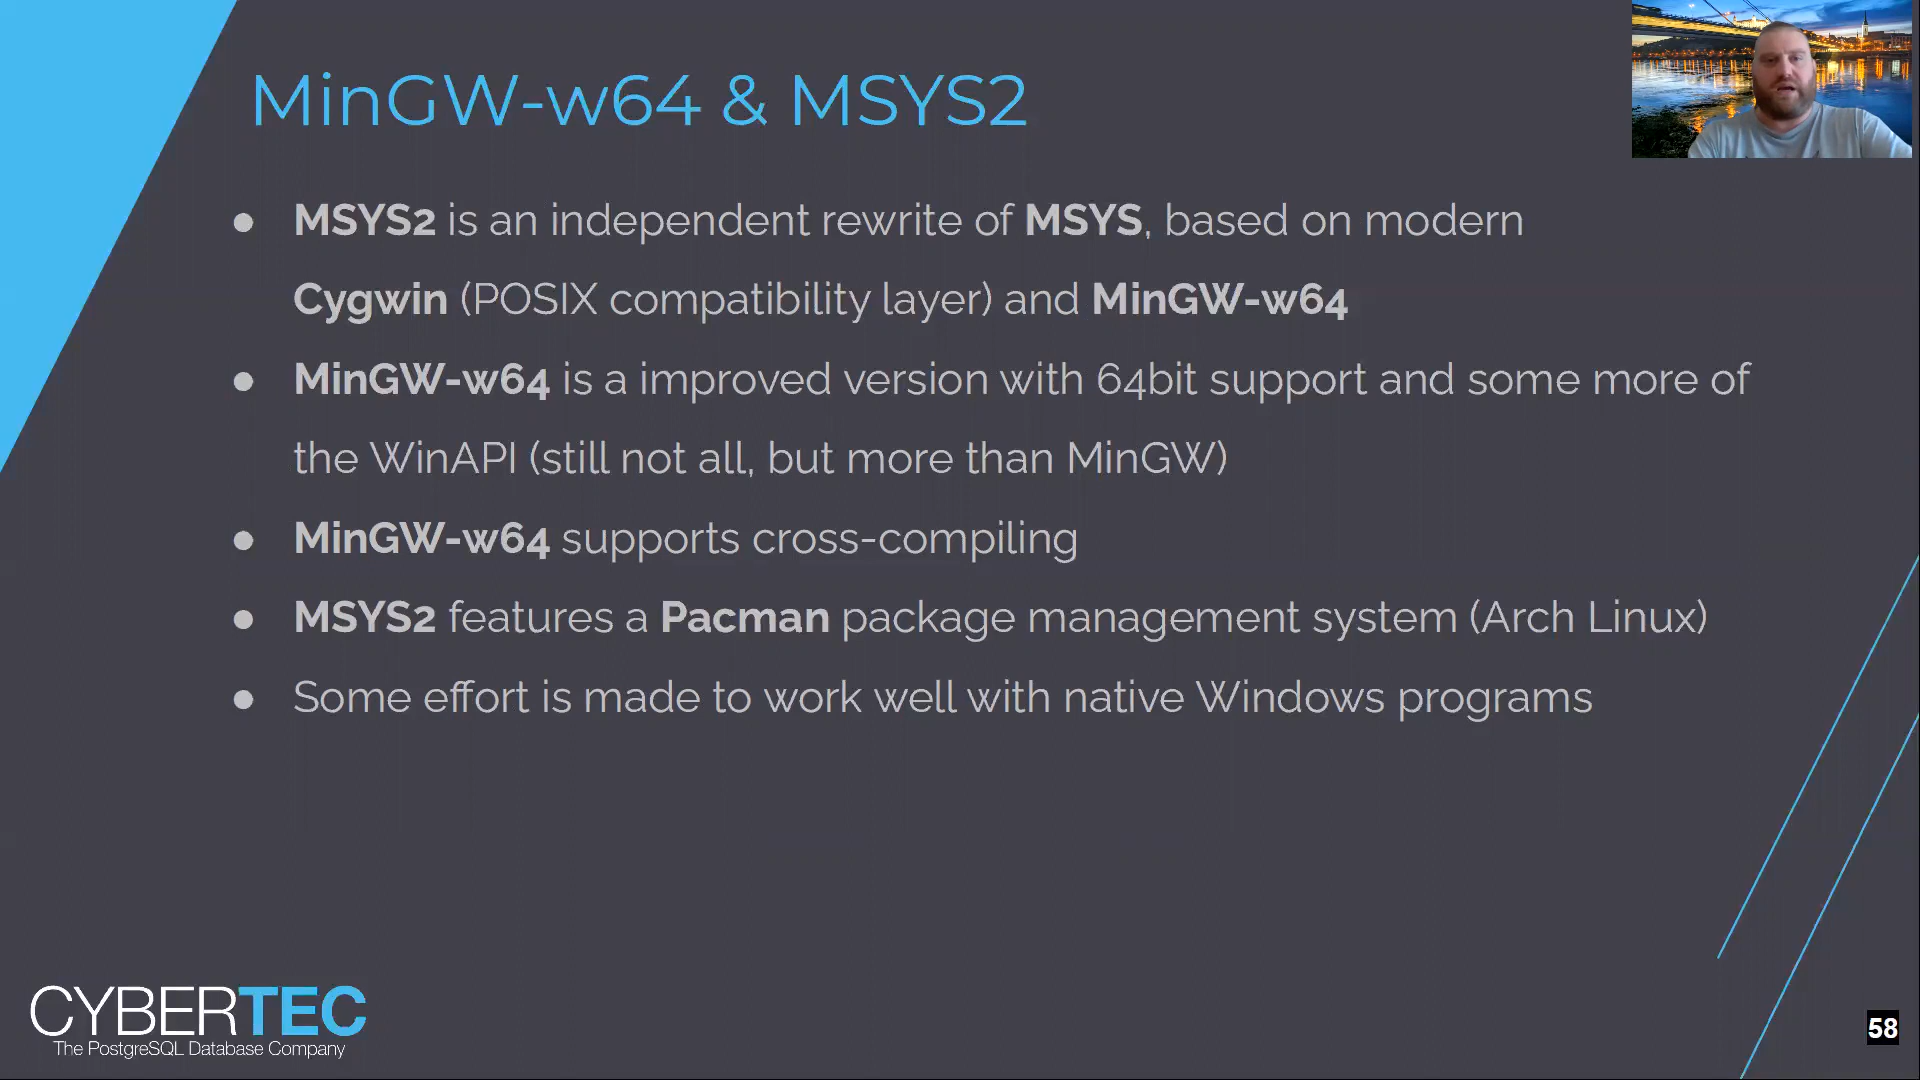 MinGW-w64 & MSYS2
● MSYS2 is an independent rewrite of MSYS, based on modern
Cygwin (POSIX compatibility layer) and MinGW-w64
● MinGW-w64 is a improved version with 64bit support and some more of
the WinAPI (still not all, but more than MinGW)
● MinGW-w64 supports cross-compiling
● MSYS2 features a Pacman package management system (Arch Linux)
● Some effort is made to work well with native Windows programs
CYBERTEC
The PostgreSQL Database Company
58